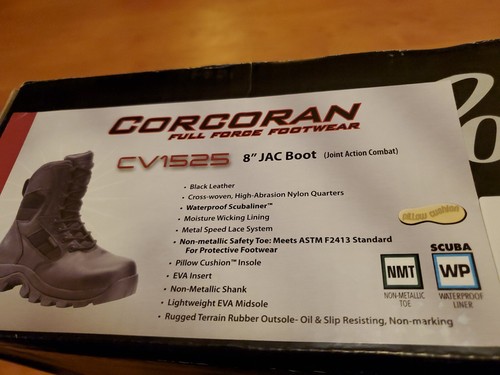 CORCORAN
FULL FORCE FOOTWEAR
CV1525 8" JAC Boot (Joint Action Combat)
• Black Leather
• Cross-woven, High-Abrasion Nylon Quarters
• Waterproof Scubaliner™
• Moisture Wicking Lining
• Metal Speed Lace System
• Non-metallic Safety Toe: Meets ASTM F2413 Standard
For Protective Footwear
• Pillow Cushion™ Insole
• EVA Insert
• Non-Metallic Shank
• Lightweight EVA Midsole
• Rugged Terrain Rubber Outsole- Oil & Slip Resisting, Non-marking
pillow cushion
NMT
NON-METALLIC
TOE
SCUBA
WP
WATERPROOF
LINER